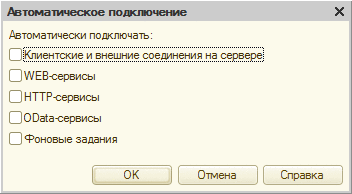 Автоматическое подключение
Автоматически подключать:
Клиентские и внешние соединения на сервере
WEB-сервисы
HTTP-сервисы
OData-сервисы
Фоновые задания
ОК
Отмена
Справка